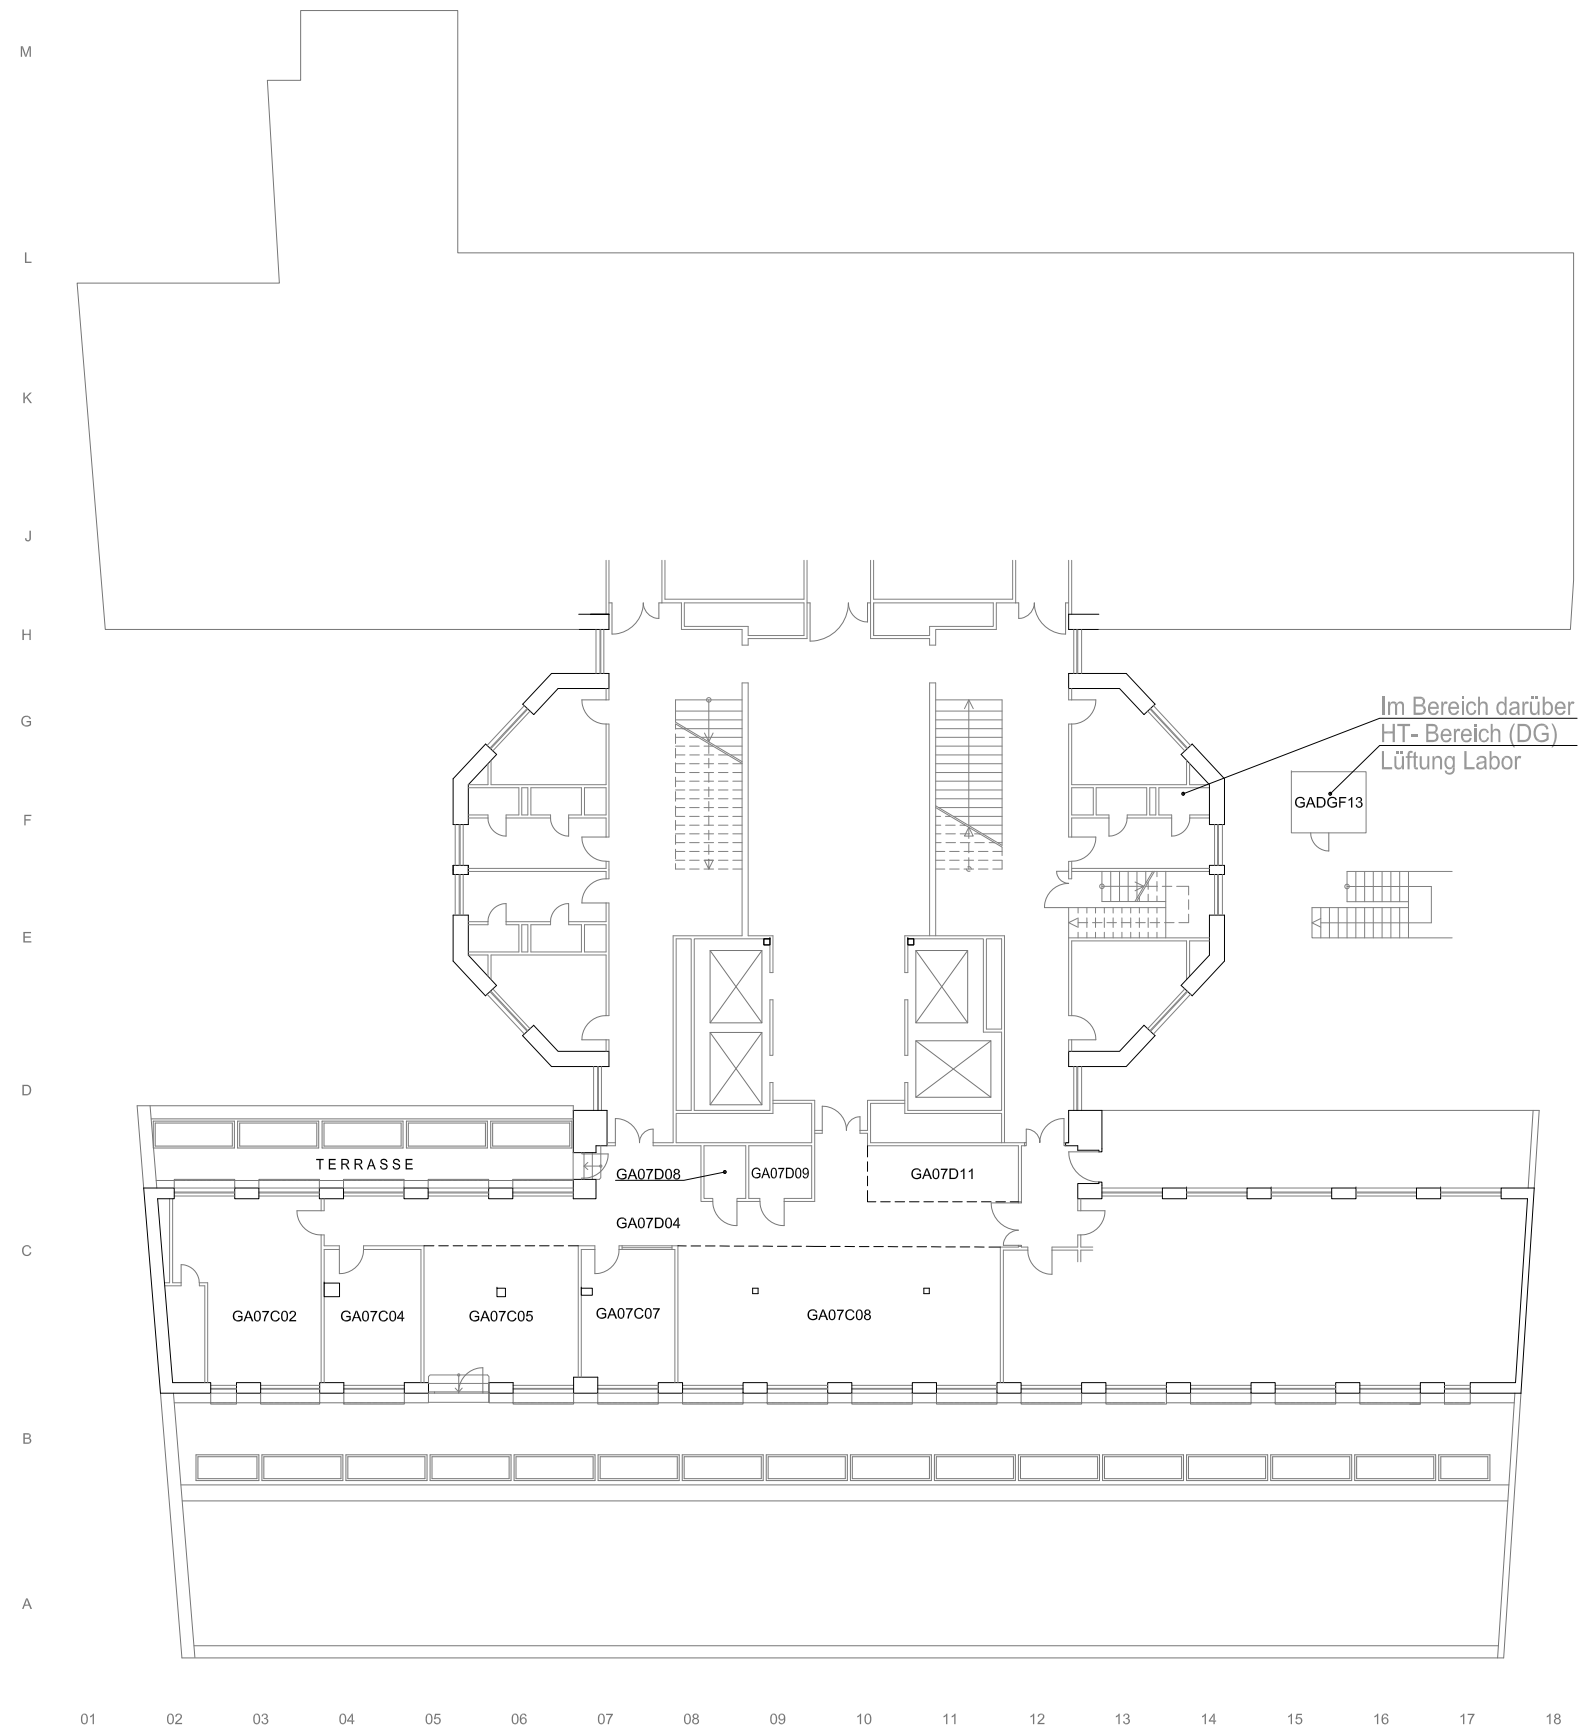 M
L
K
J
H
G
Im Bereich darüber
HT- Bereich (DG)
Lüftung Labor
GADGF13
F
E
D
TERRASSE
GA07D08
GA07D09
GA07D11
GA07D04
C
GA07C02
GA07C04
GA07C05
GA07C07
GA07C08
B
A
01 02 03 04 05 06 07 08 09 10 11 12 13 14 15 16 17 18